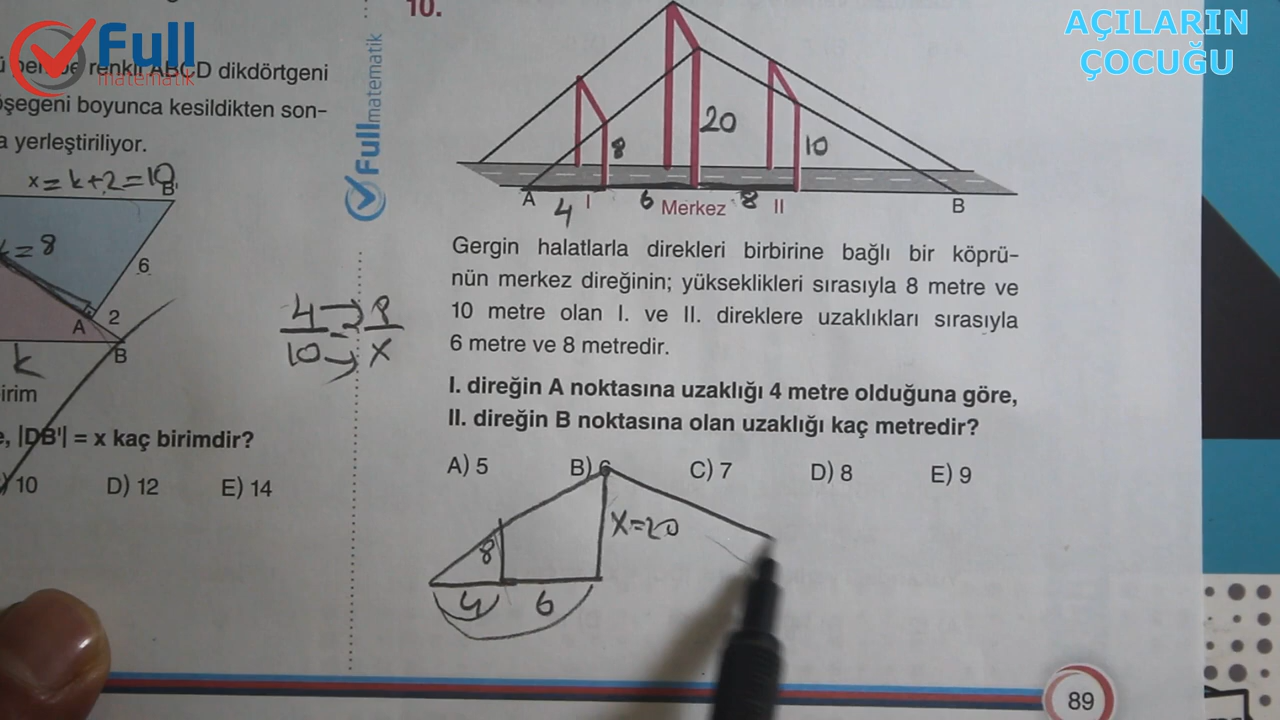 Full
matematik
AÇILARIN
ÇOCUĞU
renkli ABCD dikdörtgeni
öşegeni boyunca kesildikten son-
a yerleştiriliyor.
x=k+2=10
B'
=8
6
A
2
k
B
irim
e, |DB'| = x kaç birimdir?
10
D) 12
E) 14
Fullmatematik
4
8
10
x
10.
8
20
10
A
4
I
6
Merkez
8
II
B
Gergin halatlarla direkleri birbirine bağlı bir köprü-
nün merkez direğinin; yükseklikleri sırasıyla 8 metre ve
10 metre olan I. ve II. direklere uzaklıkları sırasıyla
6 metre ve 8 metredir.
I. direğin A noktasına uzaklığı 4 metre olduğuna göre,
II. direğin B noktasına olan uzaklığı kaç metredir?
A) 5
B) 6
C) 7
D) 8
E) 9
8
x=20
4
6
89